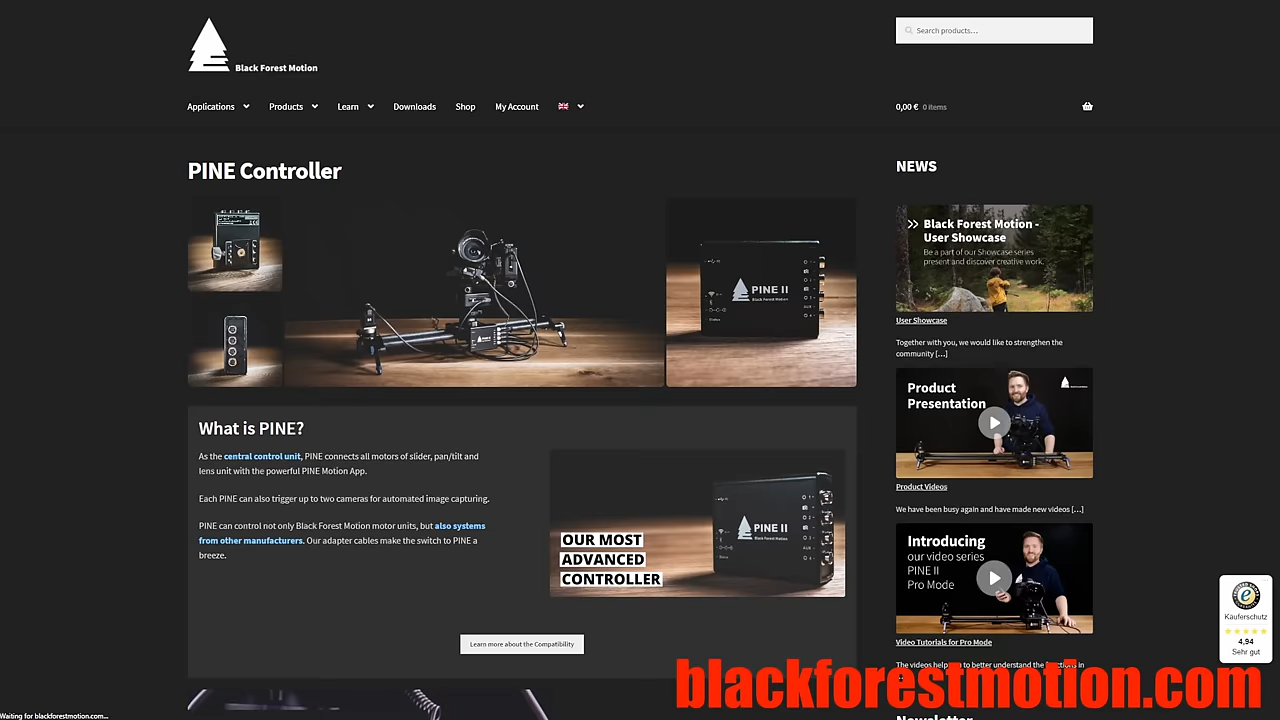 Black Forest Motion
Search products...
Applications
Products
Learn
Downloads
Shop
My Account
0,00 €
0 items
PINE Controller
NEWS
PINE II
Black Forest Motion
Black Forest Motion -
User Showcase
Be a part of our Showcase series
present and discover creative work.
User Showcase
Together with you, we would like to strengthen the
community [...]
Product
Presentation
Product Videos
We have been busy again and have made new videos [...]
Introducing
our video series
PINE II
Pro Mode
Video Tutorials for Pro Mode
What is PINE?
As the central control unit, PINE connects all motors of slider, pan/tilt and
lens unit with the powerful PINE Motion App.
Each PINE can also trigger up to two cameras for automated image capturing.
PINE can control not only Black Forest Motion motor units, but also systems
from other manufacturers. Our adapter cables make the switch to PINE a
breeze.
PINE II
Black Forest Motion
OUR MOST
ADVANCED
CONTROLLER
Learn more about the Compatibility
Käuferschutz
4,94
Sehr gut
The videos help to better understand the in
blackforestmotion.com
Newsletter
Waiting for blackforestmotion.com...